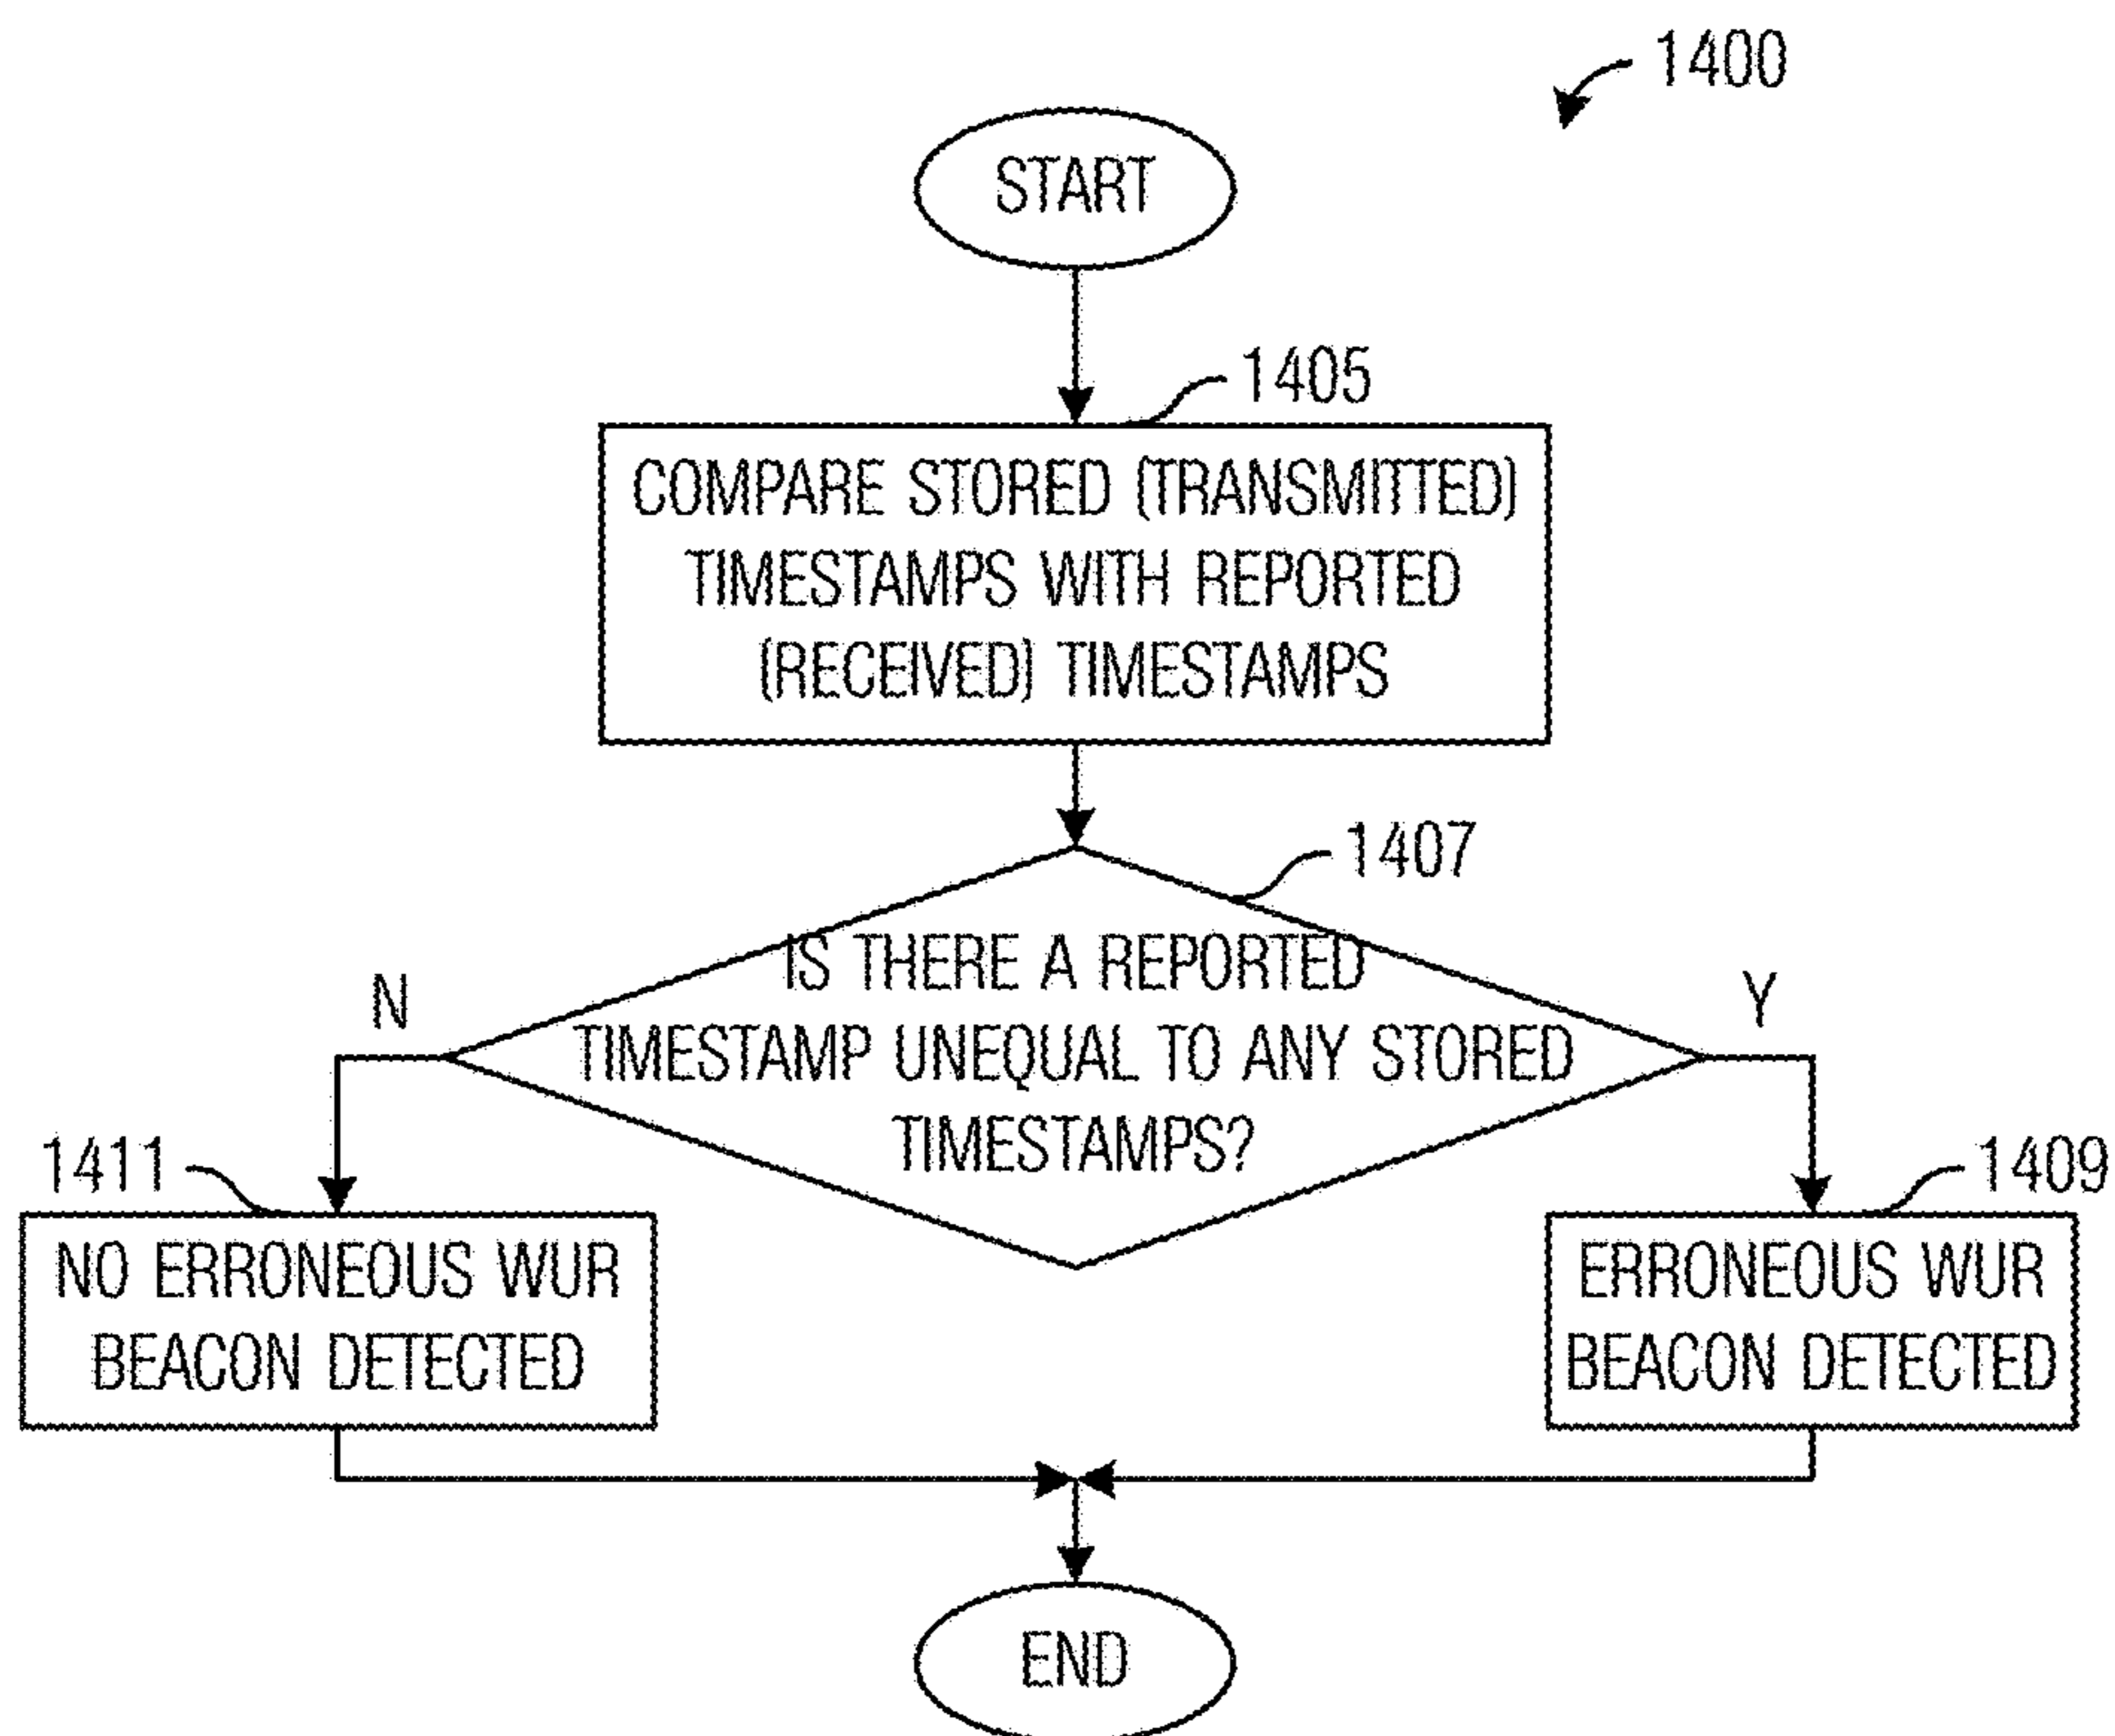 1400
START
1405
COMPARE STORED (TRANSMITTED)
TIMESTAMPS WITH REPORTED
(RECEIVED) TIMESTAMPS
1407
IS THERE A REPORTED
TIMESTAMP UNEQUAL TO ANY STORED
TIMESTAMPS?
N
Y
1411
NO ERRONEOUS WUR
BEACON DETECTED
1409
ERRONEOUS WUR
BEACON DETECTED
END